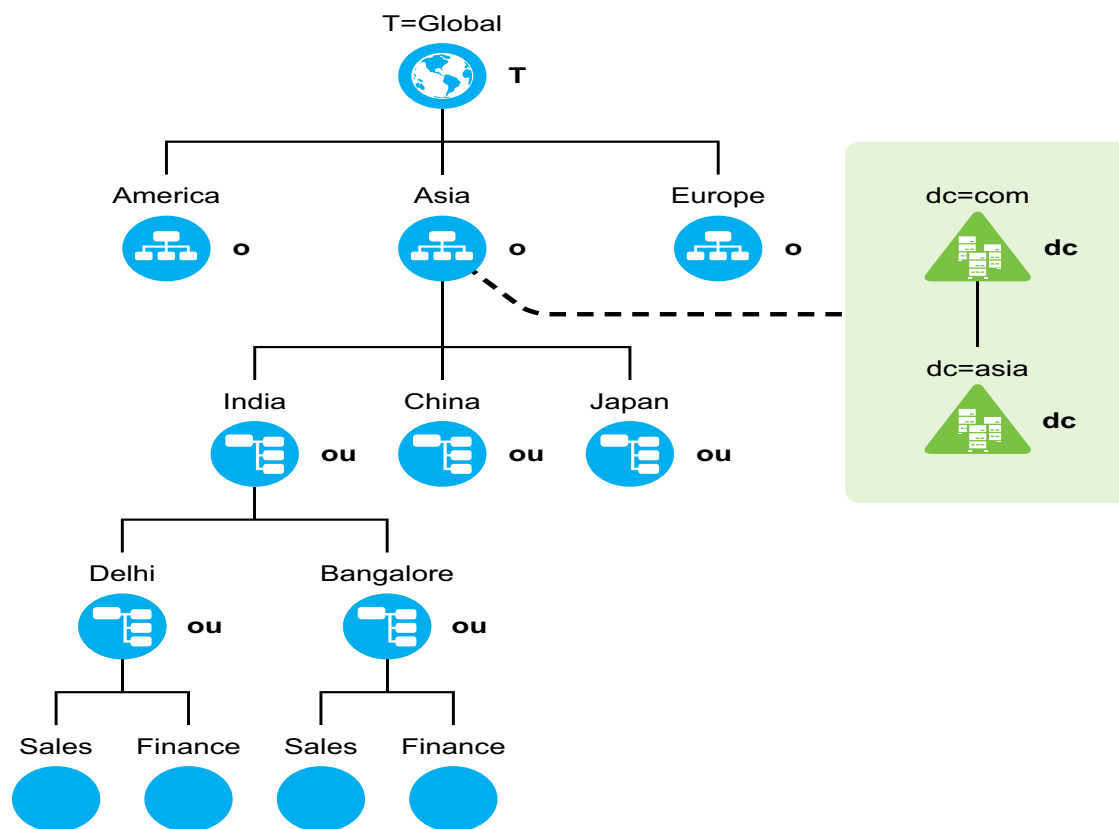 T=Global
T
America
Asia
Europe
o
o
o
dc=com
dc
dc=asia
dc
India
China
Japan
ou
ou
ou
Delhi
Bangalore
ou
ou
Sales
Finance
Sales
Finance